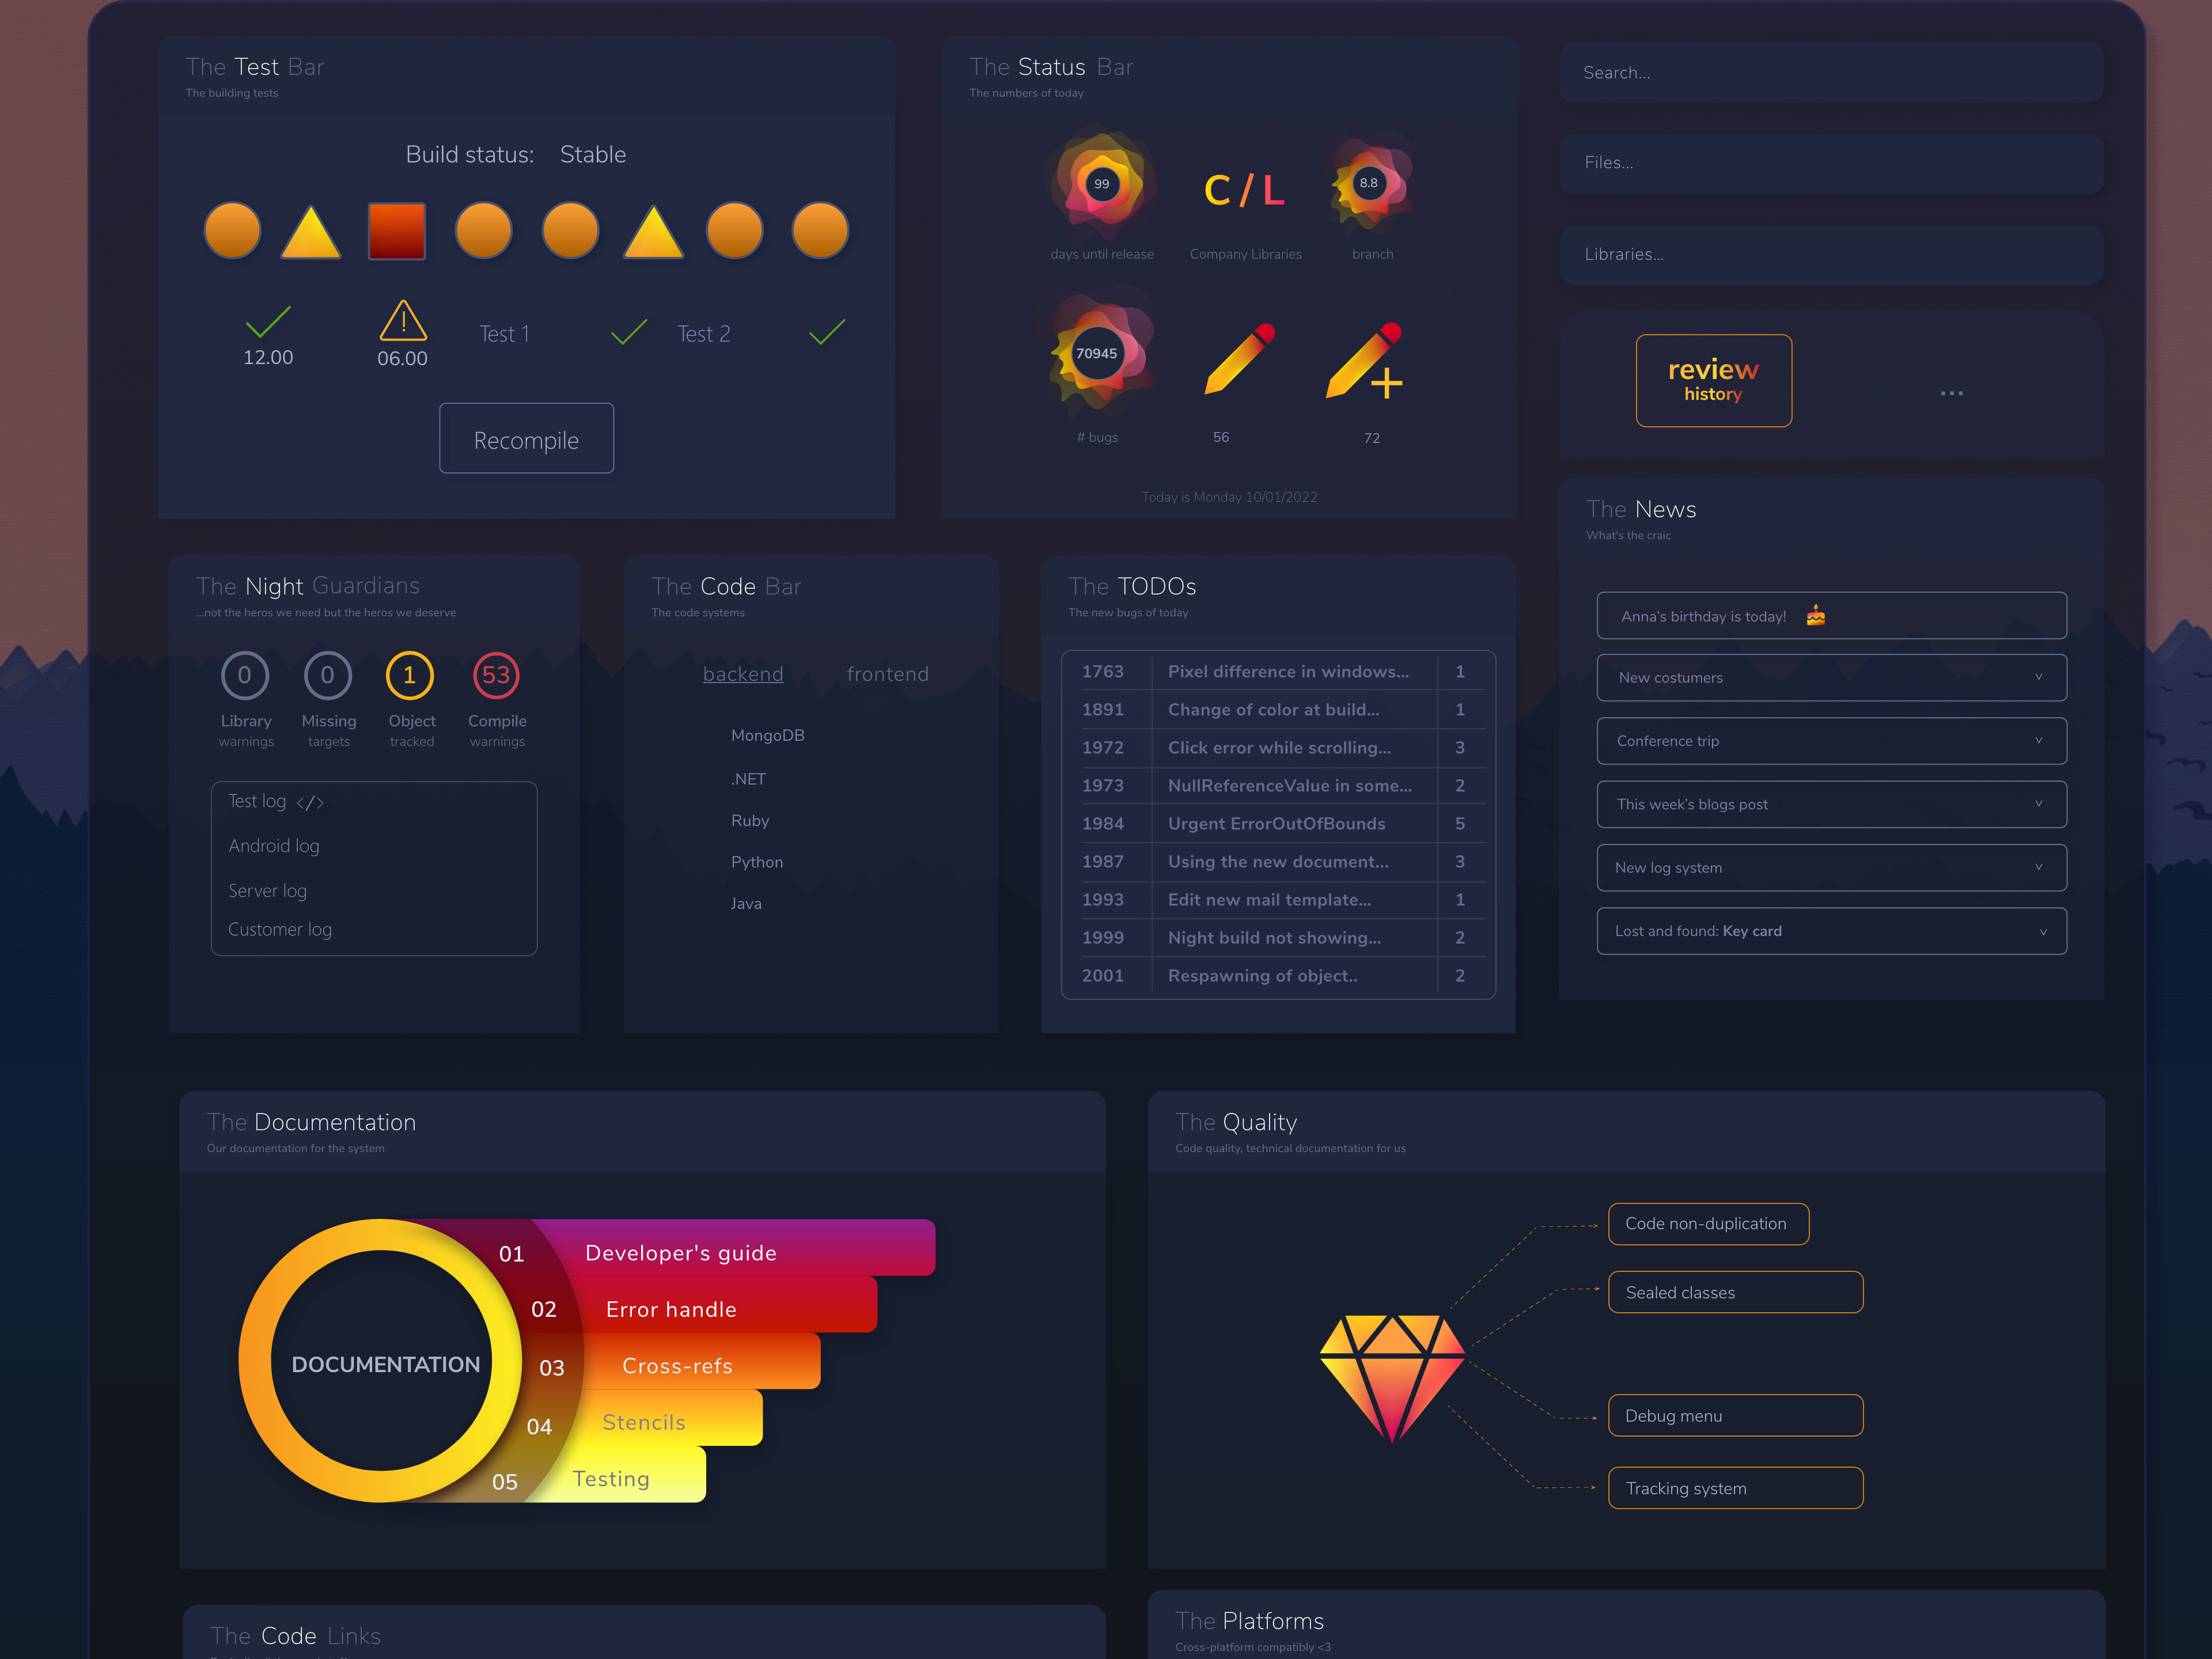 The Test Bar
The building tests
Build status: Stable
12.00
06.00
Test 1
Test 2
Recompile
The Status Bar
The numbers of today
99
C / L
8.8
days until release
Company Libraries
branch
70945
# bugs
56
72
Today is Monday 10/01/2022
Search...
Files...
Libraries...
review
history
...
The News
What's the craic
Anna's birthday is today!
New costumers
Conference trip
This week's blogs post
New log system
Lost and found: Key card
The Night Guardians
...not the heros we need but the heros we deserve
0
0
1
53
Library
warnings
Missing
targets
Object
tracked
Compile
warnings
Test log </>
Android log
Server log
Customer log
The Code Bar
The code systems
backend
frontend
MongoDB
.NET
Ruby
Python
Java
The TODOs
The new bugs of today
1763 Pixel difference in windows... 1
1891 Change of color at build... 1
1972 Click error while scrolling... 3
1973 NullReferenceValue in some... 2
1984 Urgent ErrorOutOfBounds 5
1987 Using the new document... 3
1993 Edit new mail template... 1
1999 Night build not showing... 2
2001 Respawning of object.. 2
The Documentation
Our documentation for the system
DOCUMENTATION
01 Developer's guide
02 Error handle
03 Cross-refs
04 Stencils
05 Testing
The Quality
Code quality, technical documentation for us
Code non-duplication
Sealed classes
Debug menu
Tracking system
The Code Links
The Platforms
Cross-platform compatibly <3